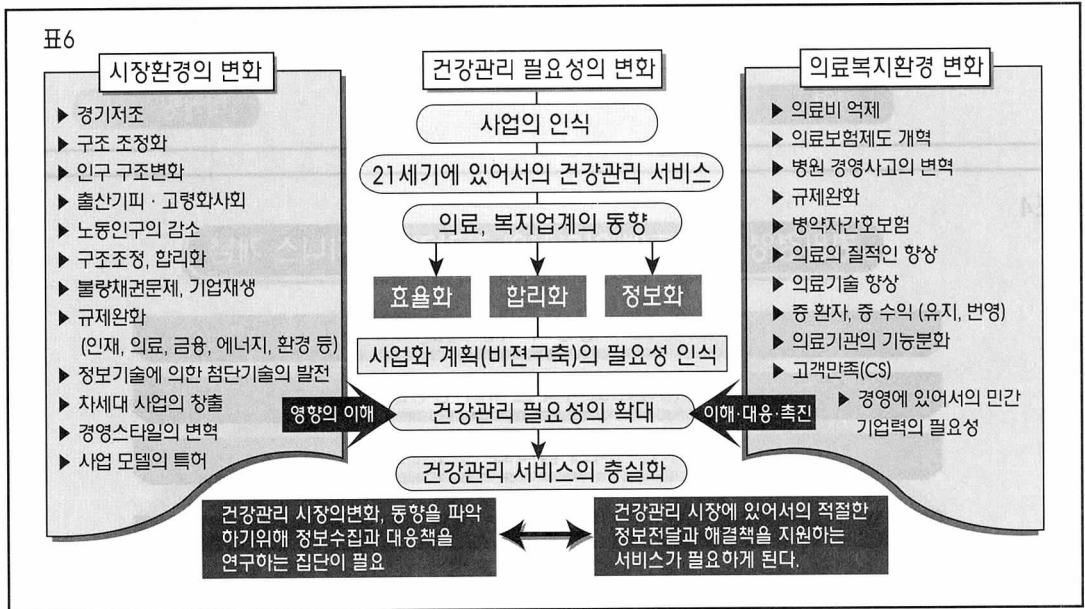 표6
시장환경의 변화
▶ 경기저조
▶ 구조 조정화
▶ 인구 구조변화
▶ 출산기피 · 고령화사회
▶ 노동인구의 감소
▶ 구조조정, 합리화
▶ 불량채권문제, 기업재생
▶ 규제완화
(인재, 의료, 금융, 에너지, 환경 등)
▶ 정보기술에 의한 첨단기술의 발전
▶ 차세대 사업의 창출
▶ 경영스타일의 변혁
▶ 사업 모델의 특허
건강관리 필요성의 변화
사업의 인식
21세기에 있어서의 건강관리 서비스
의료, 복지업계의 동향
효율화
합리화
정보화
사업화 계획(비젼구축)의 필요성 인식
영향의 이해
건강관리 필요성의 확대
이해·대응·촉진
건강관리 서비스의 충실화
의료복지환경 변화
▶ 의료비 억제
▶ 의료보험제도 개혁
▶ 병원 경영사고의 변혁
▶ 규제완화
▶ 병약자간호보험
▶ 의료의 질적인 향상
▶ 의료기술 향상
▶ 증 환자, 증 수익 (유지, 번영)
▶ 의료기관의 기능분화
▶ 고객만족(CS)
▶ 경영에 있어서의 민간
기업력의 필요성
건강관리 시장의변화, 동향을 파악
하기위해 정보수집과 대응책을
연구하는 집단이 필요
건강관리 시장에 있어서의 적절한
정보전달과 해결책을 지원하는
서비스가 필요하게 된다.